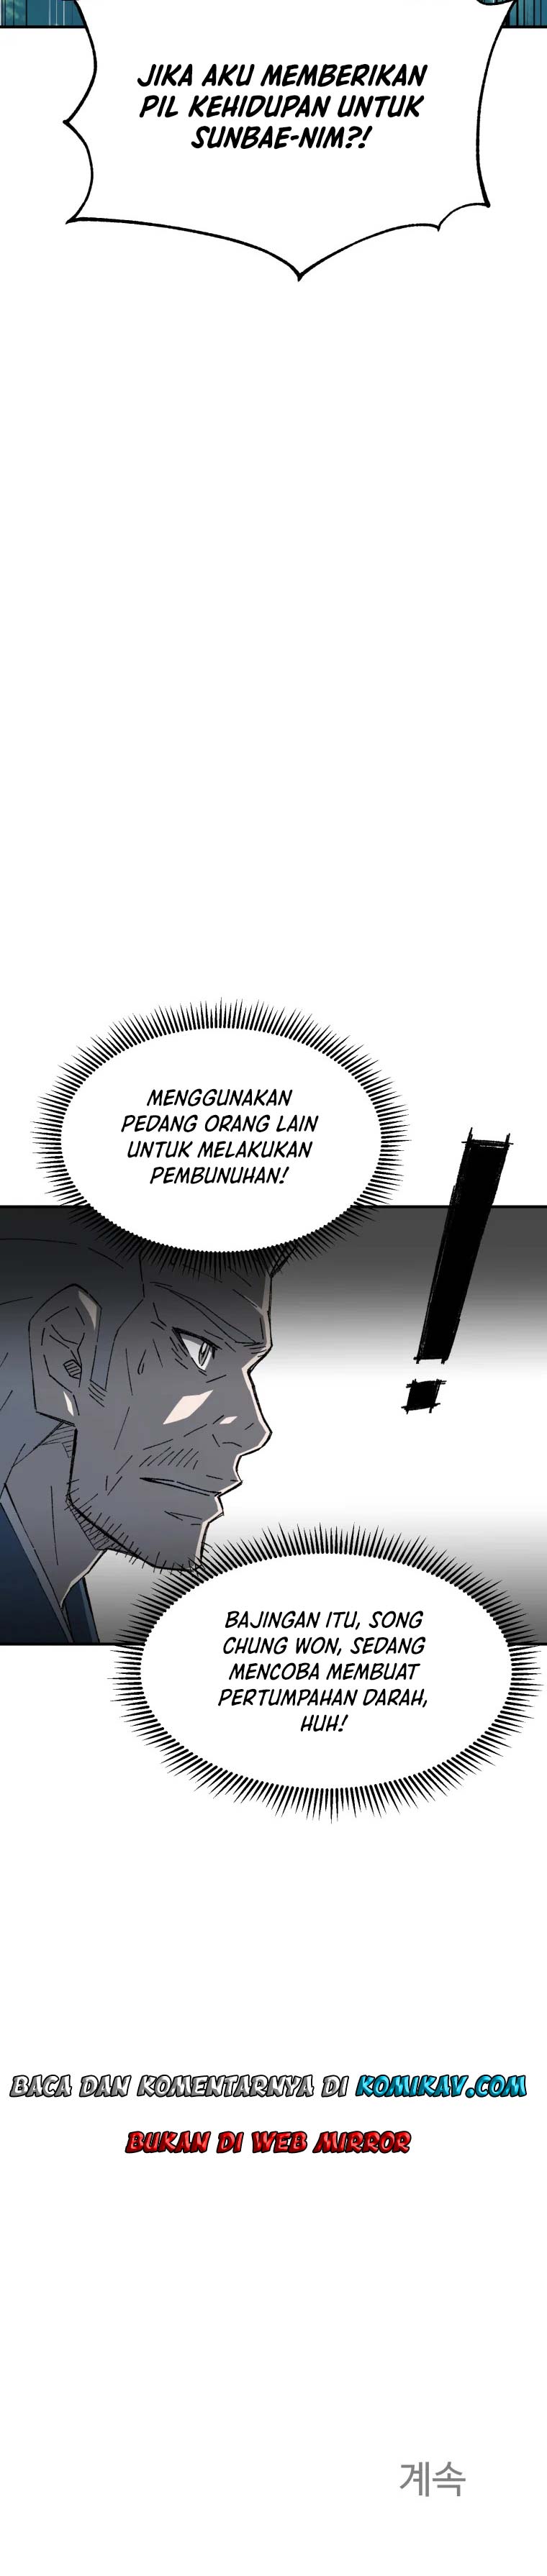 JIKA AKU MEMBERIKAN
PIL KEHIDUPAN UNTUK
SUNBAE-NIM?!
MENGGUNAKAN
PEDANG ORANG LAIN
UNTUK MELAKUKAN
PEMBUNUHAN!
BAJINGAN ITU, SONG
CHUNG WON, SEDANG
MENCOBA MEMBUAT
PERTUMPAHAN DARAH,
HUH!
BACA DAN KOMENTARNYA DI KOMIKAV.COM
BUKAN DI WEB MIRROR
계속